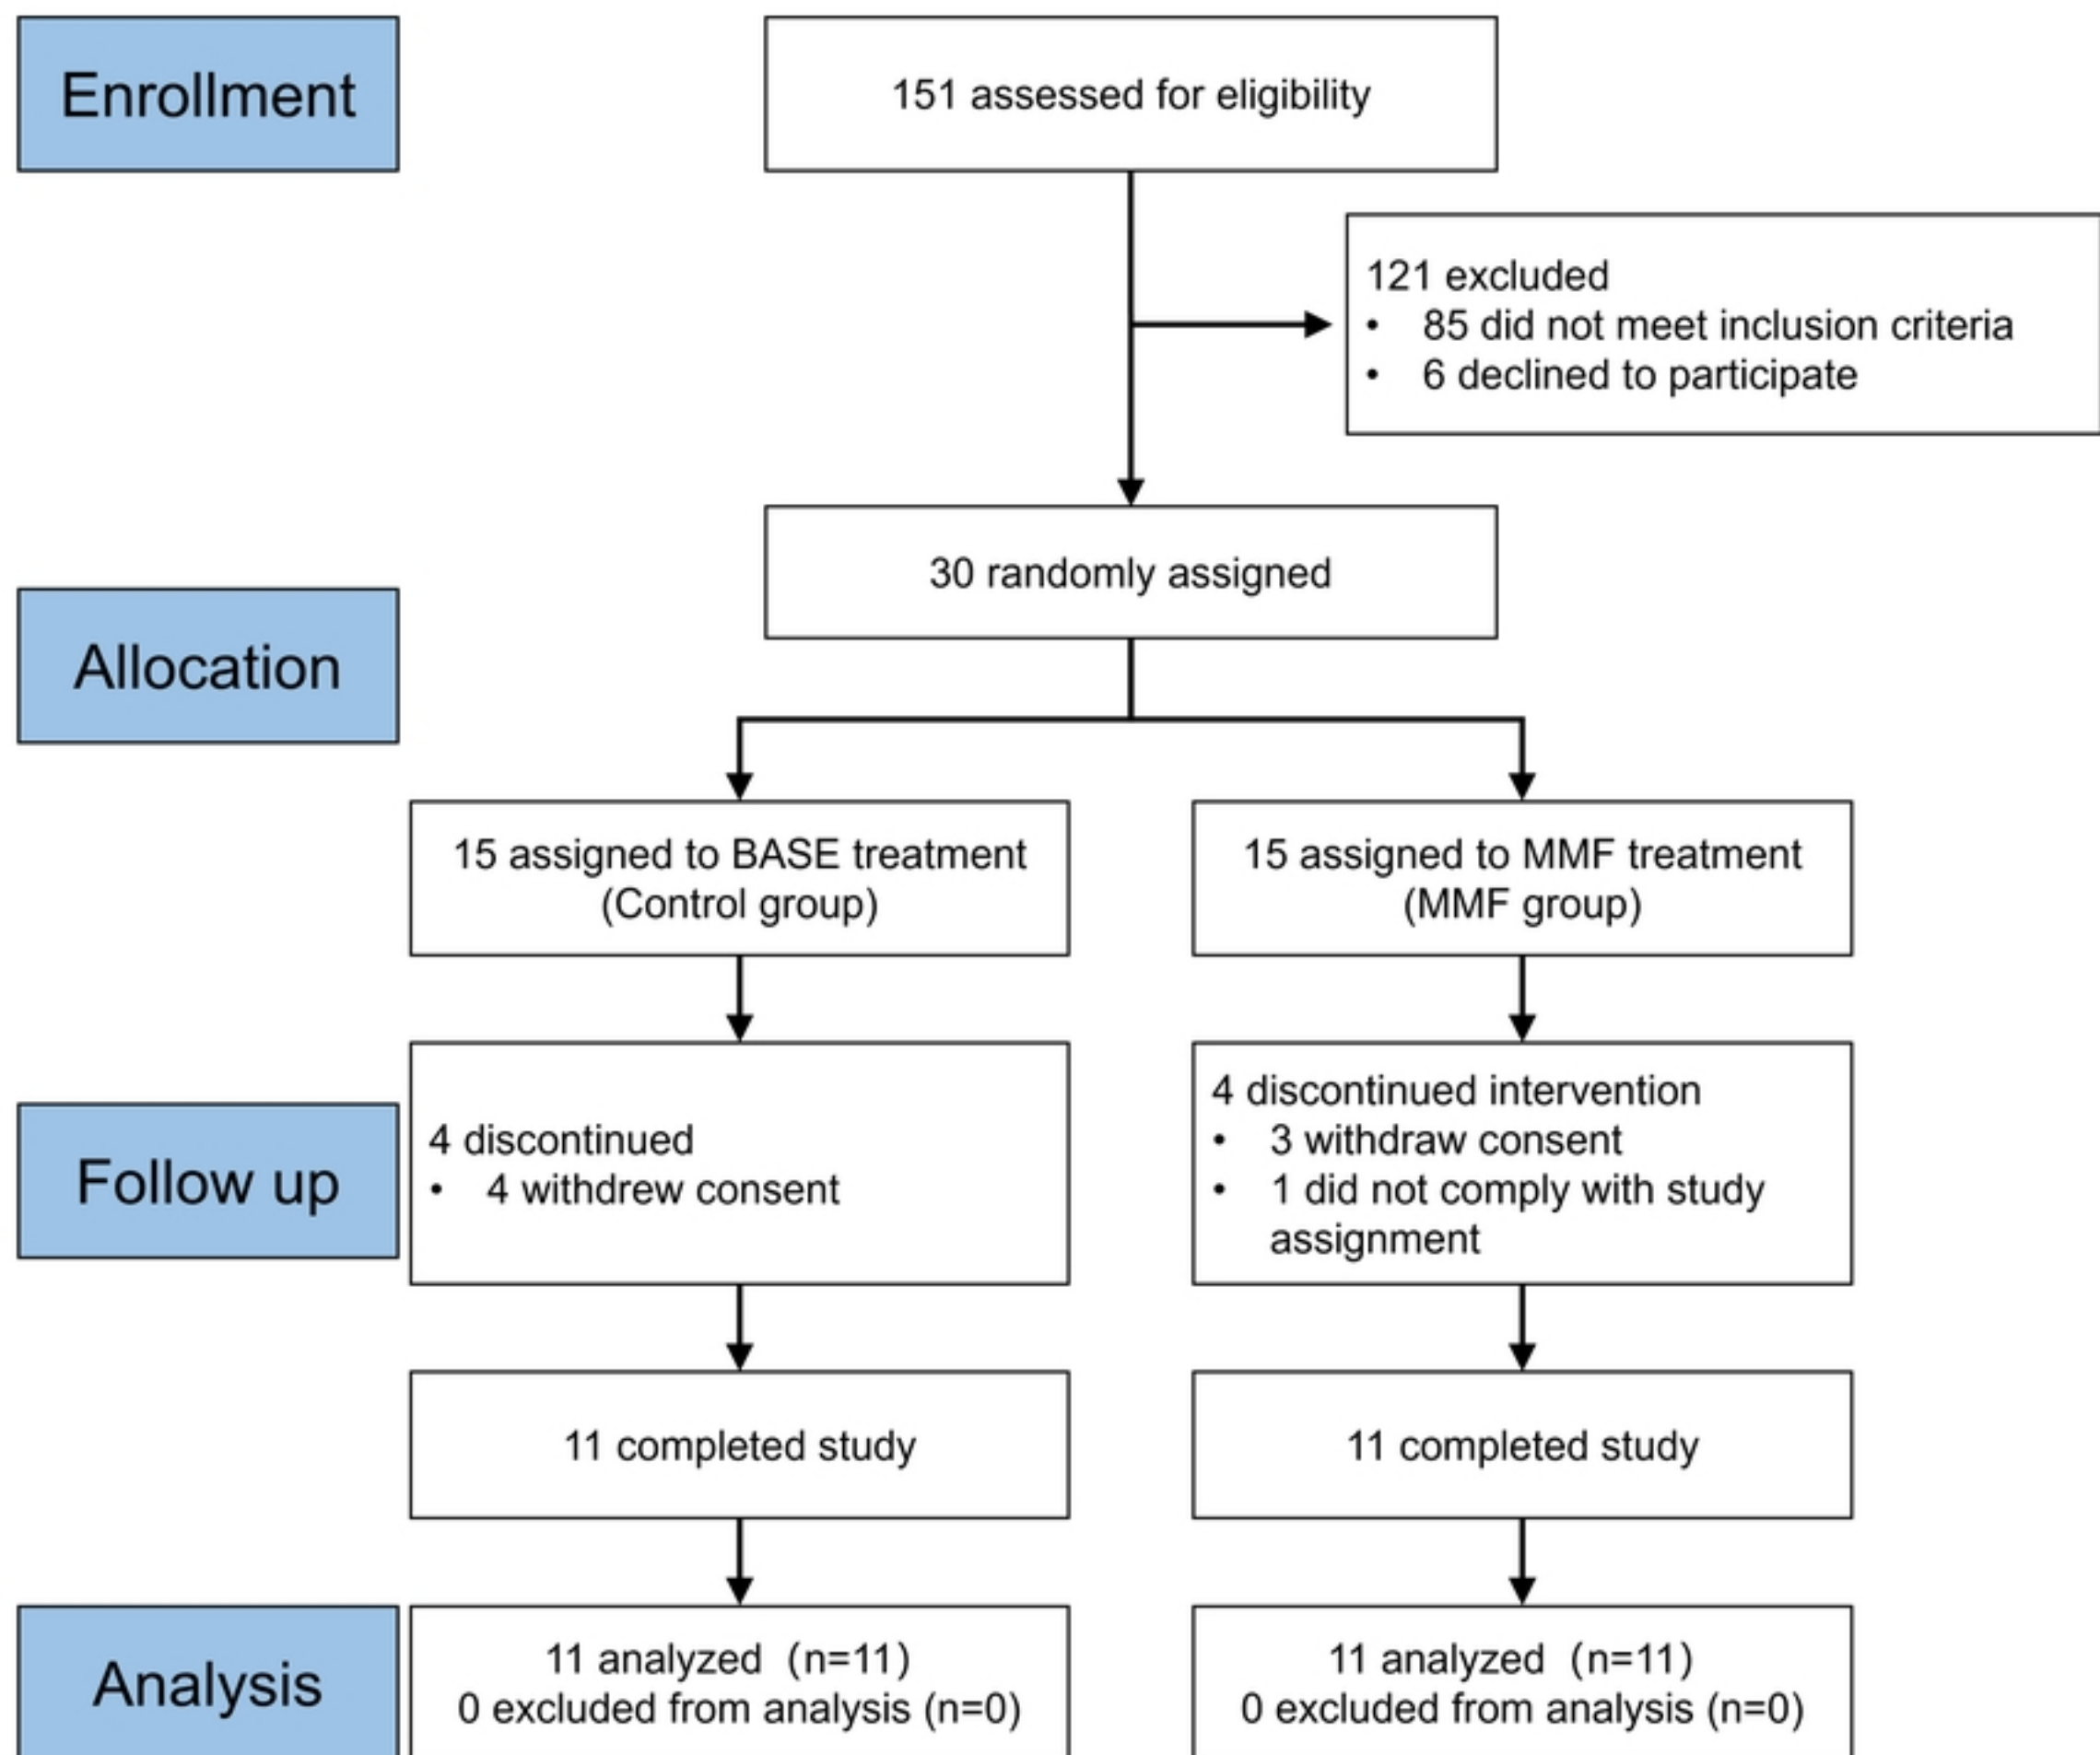 Enrollment
151 assessed for eligibility
121 excluded
• 85 did not meet inclusion criteria
• 6 declined to participate
30 randomly assigned
Allocation
15 assigned to BASE treatment
(Control group)
15 assigned to MMF treatment
(MMF group)
Follow up
4 discontinued
• 4 withdrew consent
4 discontinued intervention
• 3 withdraw consent
• 1 did not comply with study
assignment
11 completed study
11 completed study
Analysis
11 analyzed (n=11)
0 excluded from analysis (n=0)
11 analyzed (n=11)
0 excluded from analysis (n=0)